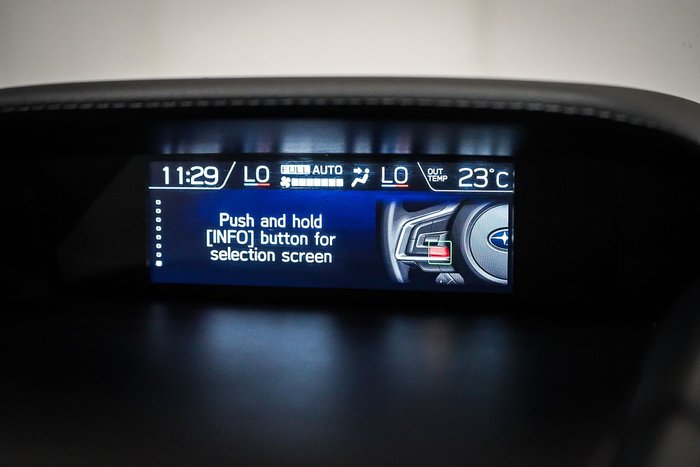 11:29 LO FULL AUTO LO OUT TEMP 23°C
Push and hold
[INFO] button for
selection screen